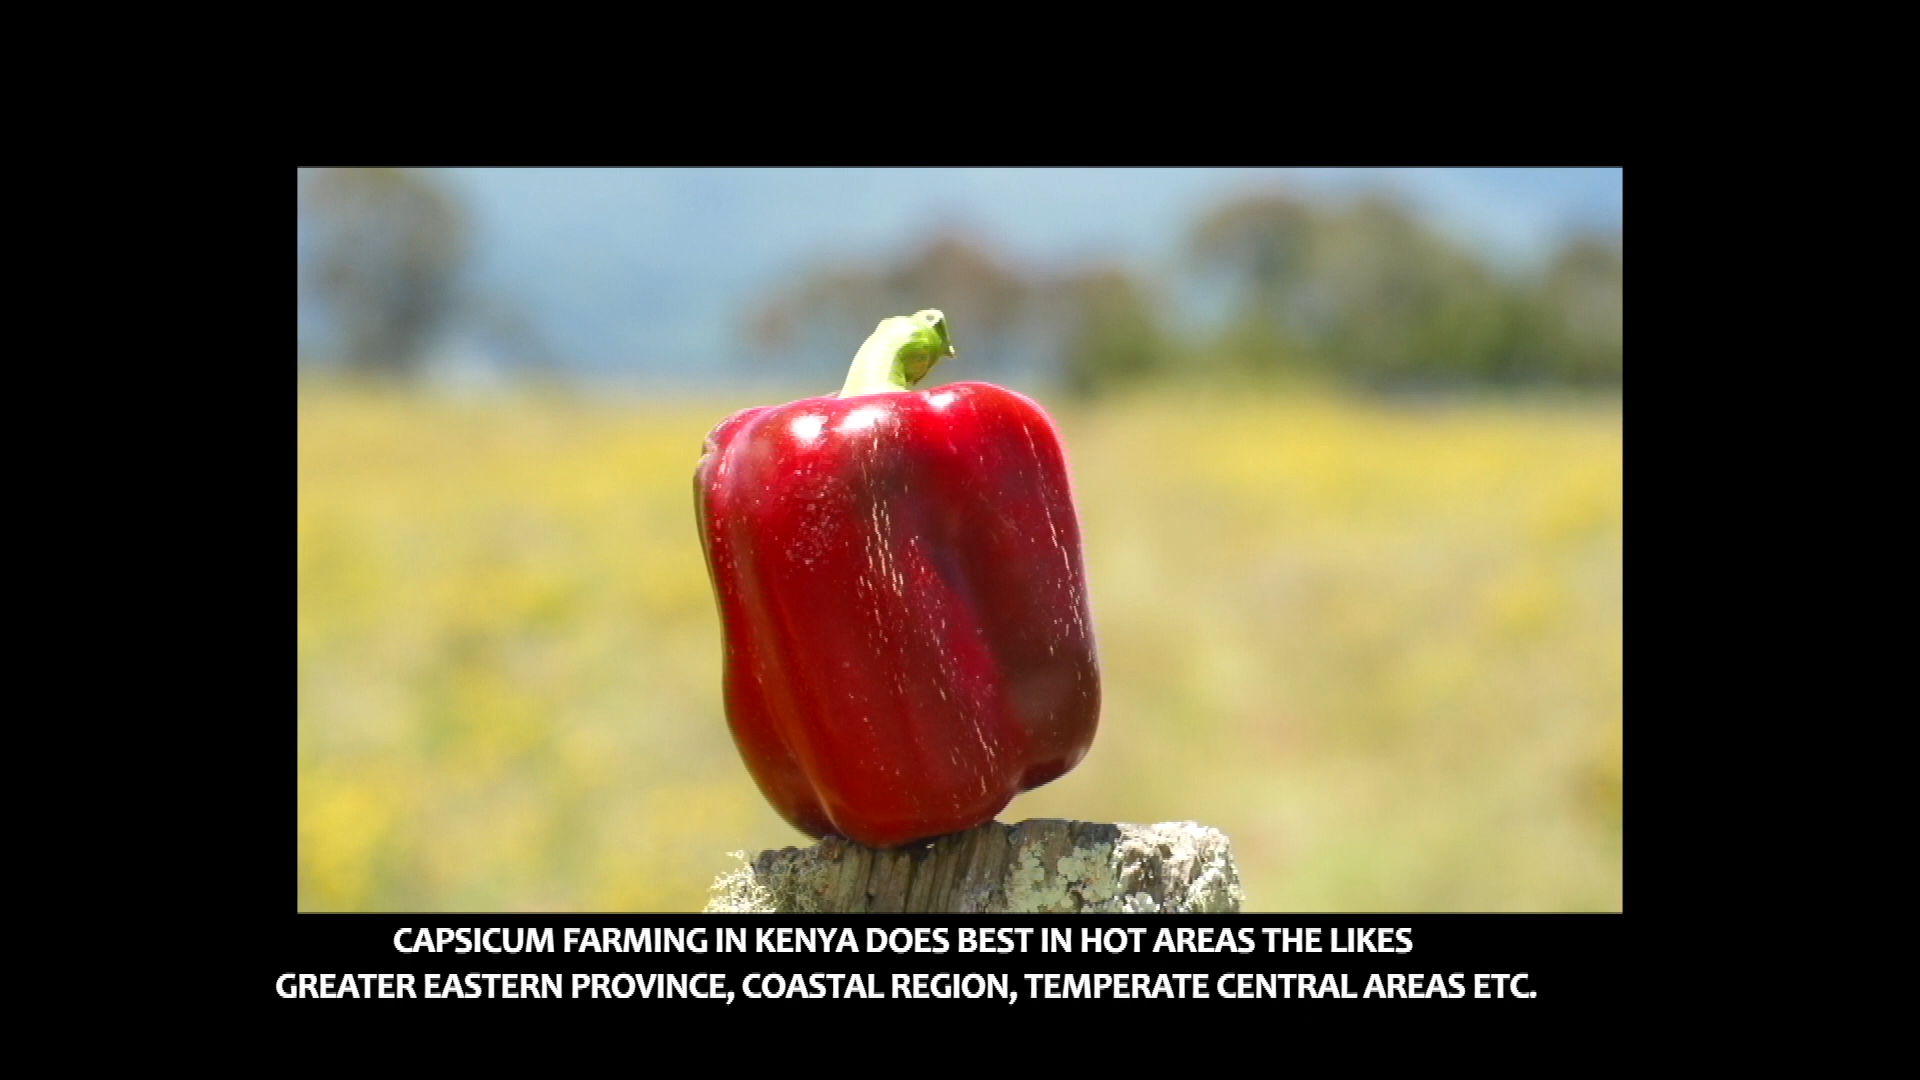 CAPSICUM FARMING IN KENYA DOES BEST IN HOT AREAS THE LIKES
GREATER EASTERN PROVINCE, COASTAL REGION, TEMPERATE CENTRAL AREAS ETC.